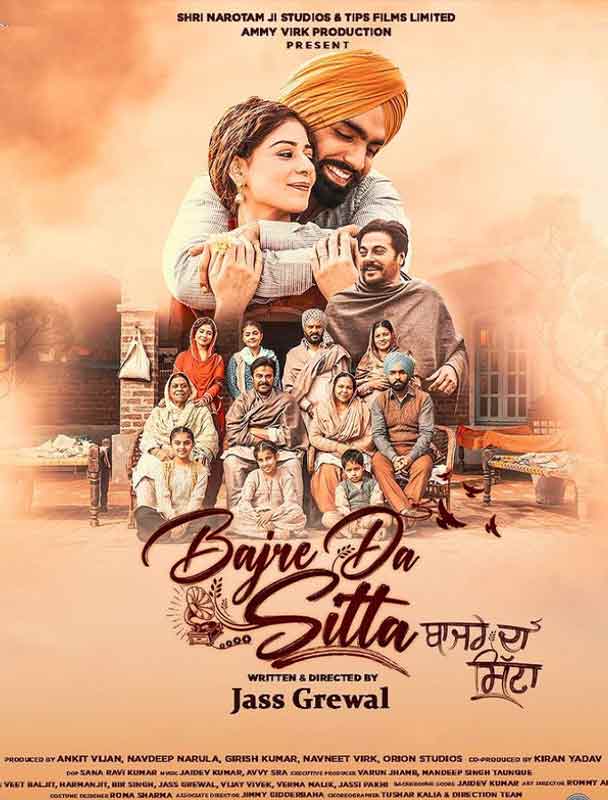 SHRI NAROTAM JI STUDIOS & TIPS FILMS LIMITED
AMMY VIRK PRODUCTION
PRESENT
Bajre Da
Sitta
ਬਾਜਰੇ ਦਾ
ਸਿੱਟਾ
WRITTEN & DIRECTED BY
Jass Grewal
PRODUCED BY ANKIT VIJAN, NAVDEEP NARULA, GIRISH KUMAR, NAVNEET VIRK, ORION STUDIOS CO-PRODUCED BY KIRAN YADAV
DOP SANA RAVI KUMAR MUSIC JAIDEV KUMAR, AVVY SRA EXECUTIVE PRODUCER VARUN JHAMB, MANDEEP SINGH TAUNQUE
VEET BALJIT, HARMANJIT, BIR SINGH, JASS GREWAL, VIJAY VIVEK, VERMA MALIK, JASSI PAKHI BACKGROUND SCORE JAIDEV KUMAR ART DIRECTOR ROMMY
COSTUME DESIGNER ROMA SHARMA ASSOCIATE DIRECTOR JIMMY GIDDERBAHA CHOREOGRAPHER TUSHAR KALIA & DIRECTION TEAM